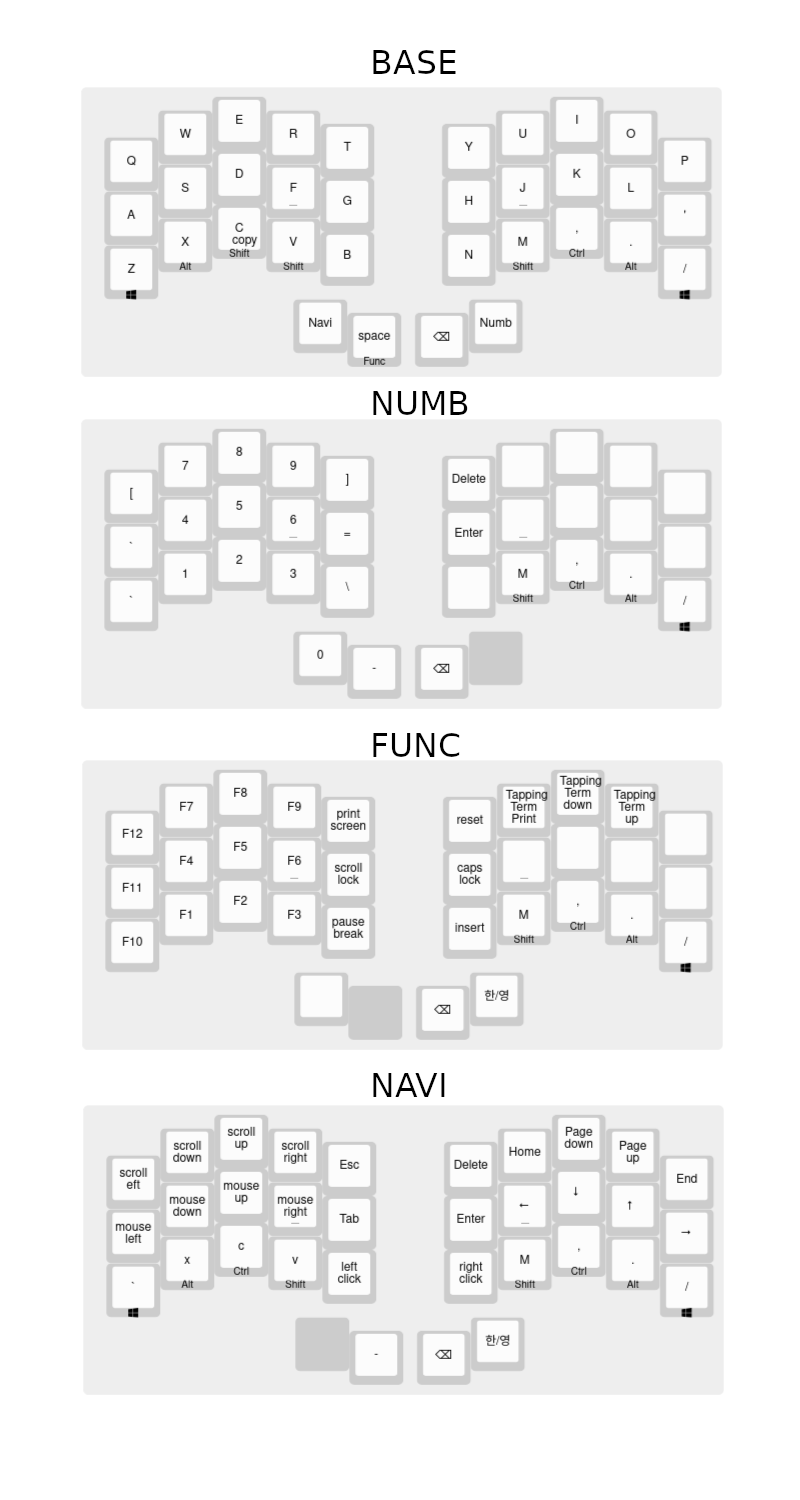 BASE
Q W E R T Y U I O P
A S D F G H J K L '
_ _
Z X C V B N M , . /
copy
Alt Shift Shift Shift Ctrl Alt
Navi space ⌫ Numb
Func
NUMB
[ 7 8 9 ] Delete
` 4 5 6 = Enter
_ _
` 1 2 3 \ M , . /
Shift Ctrl Alt
0 - ⌫
FUNC
F12 F7 F8 F9 print screen reset Tapping Term Print Tapping Term down Tapping Term up
F11 F4 F5 F6 scroll lock caps lock
_ _
F10 F1 F2 F3 pause break insert M , . /
Shift Ctrl Alt
⌫ 한/영
NAVI
scroll eft scroll down scroll up scroll right Esc Delete Home Page down Page up End
mouse left mouse down mouse up mouse right Tab Enter ← ↓ ↑ →
_ _
` x c v left click right click M , . /
Alt Ctrl Shift Shift Ctrl Alt
- ⌫ 한/영